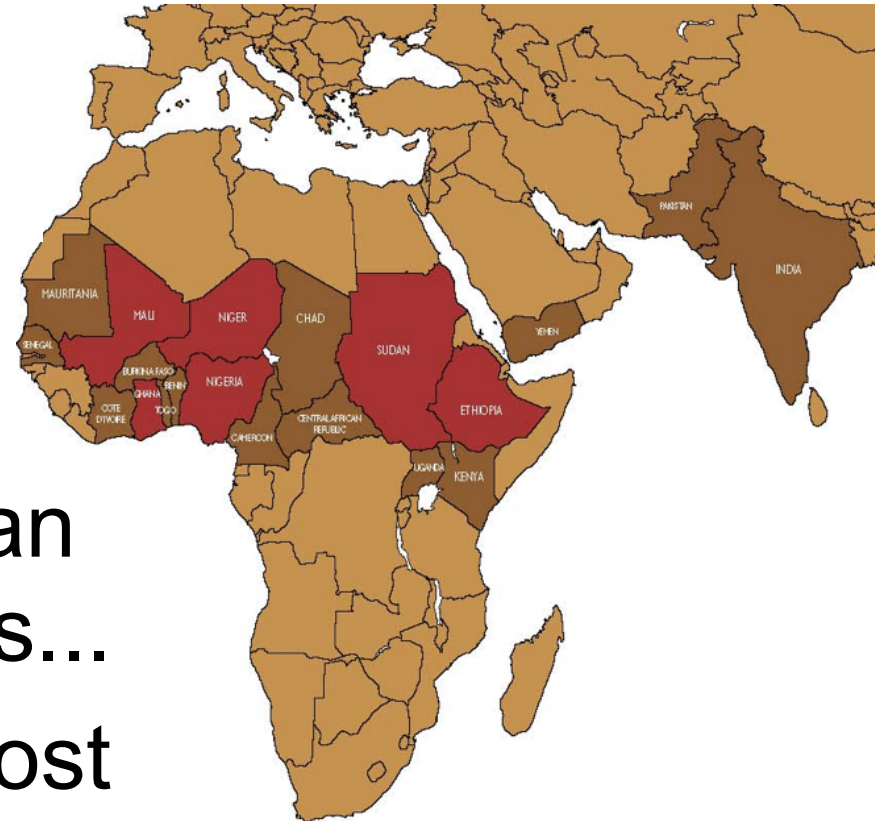 PAKISTAN
INDIA
MAURITANIA
MALI
NIGER
CHAD
SUDAN
YEMEN
SENEGAL
BURKINA FASO
BENIN
NIGERIA
GHANA
TOGO
COTE
D'IVOIRE
ETHIOPIA
CENTRAL AFRICAN
REPUBLIC
CAMEROON
UGANDA
KENYA
an
s...
ost